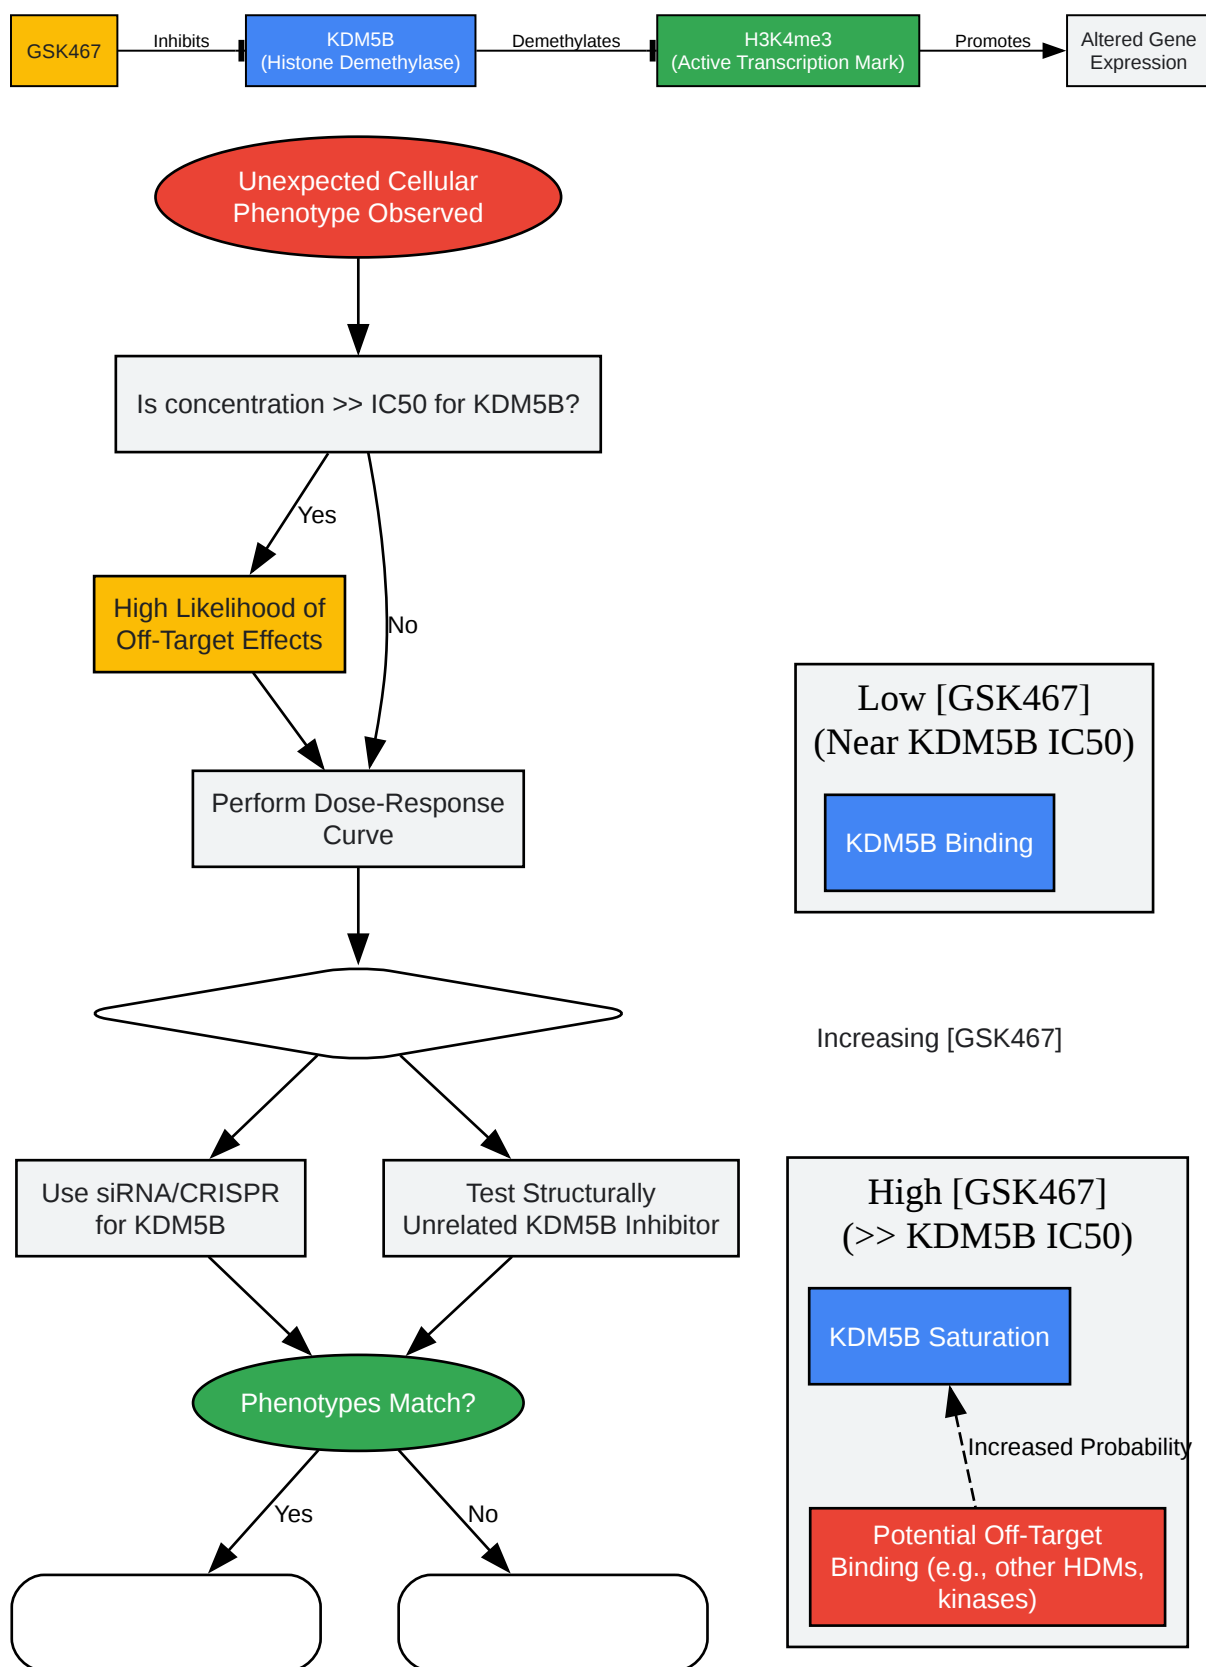 GSK467
Inhibits
KDM5B
(Histone Demethylase)
Demethylates
H3K4me3
(Active Transcription Mark)
Promotes
Altered Gene
Expression
Unexpected Cellular
Phenotype Observed
Is concentration >> IC50 for KDM5B?
Yes
No
High Likelihood of
Off-Target Effects
Perform Dose-Response
Curve
Use siRNA/CRISPR
for KDM5B
Test Structurally
Unrelated KDM5B Inhibitor
Phenotypes Match?
Yes
No
Low [GSK467]
(Near KDM5B IC50)
KDM5B Binding
Increasing [GSK467]
High [GSK467]
(>> KDM5B IC50)
KDM5B Saturation
Increased Probability
Potential Off-Target
Binding (e.g., other HDMs,
kinases)